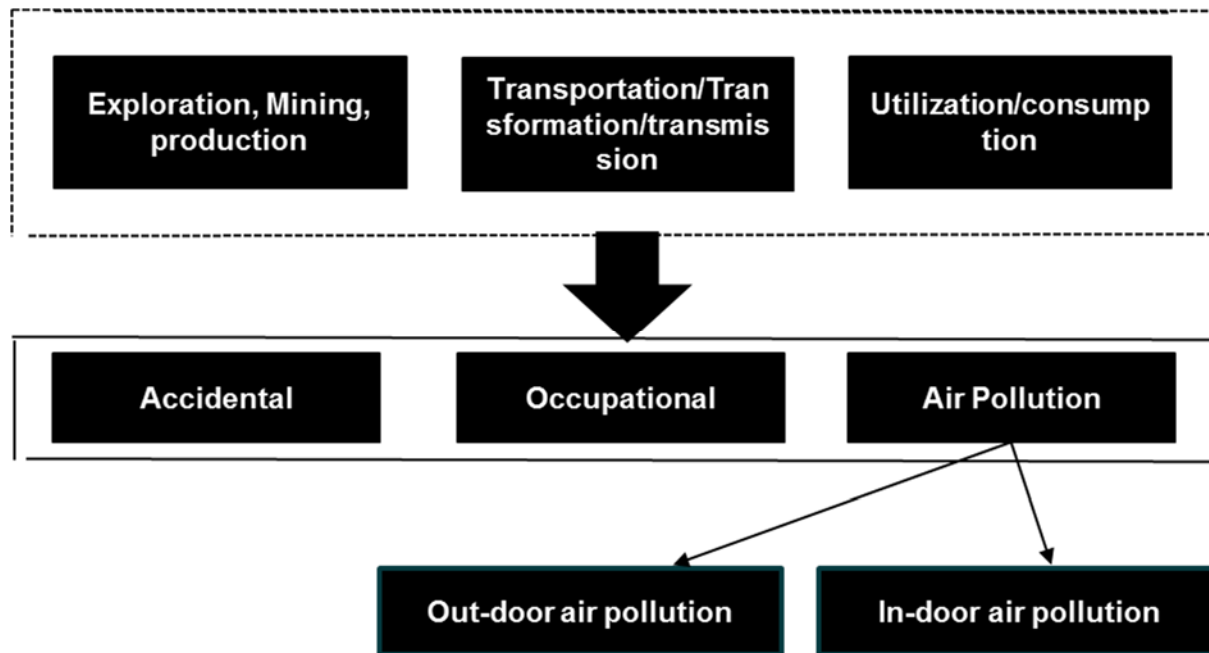 Exploration, Mining,
production
Transportation/Tran
sformation/transmis
sion
Utilization/consump
tion
Accidental
Occupational
Air Pollution
Out-door air pollution
In-door air pollution